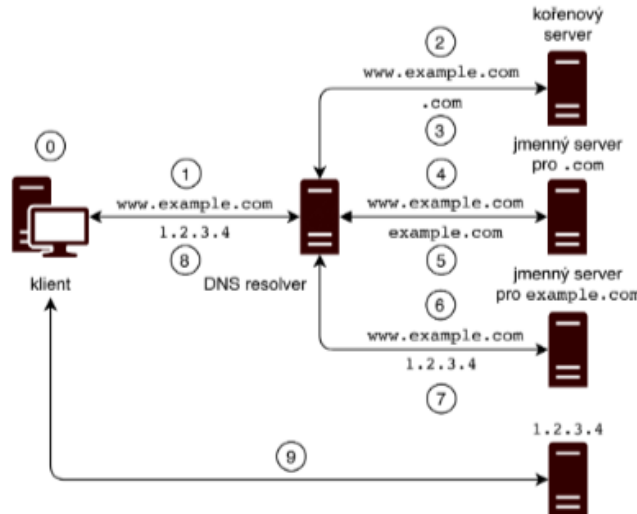 kořenový
server
2
www.example.com
.com
3
0
jmenný server
pro .com
1
4
www.example.com
www.example.com
1.2.3.4
example.com
8
5
klient
DNS resolver
jmenný server
pro example.com
6
www.example.com
1.2.3.4
7
1.2.3.4
9